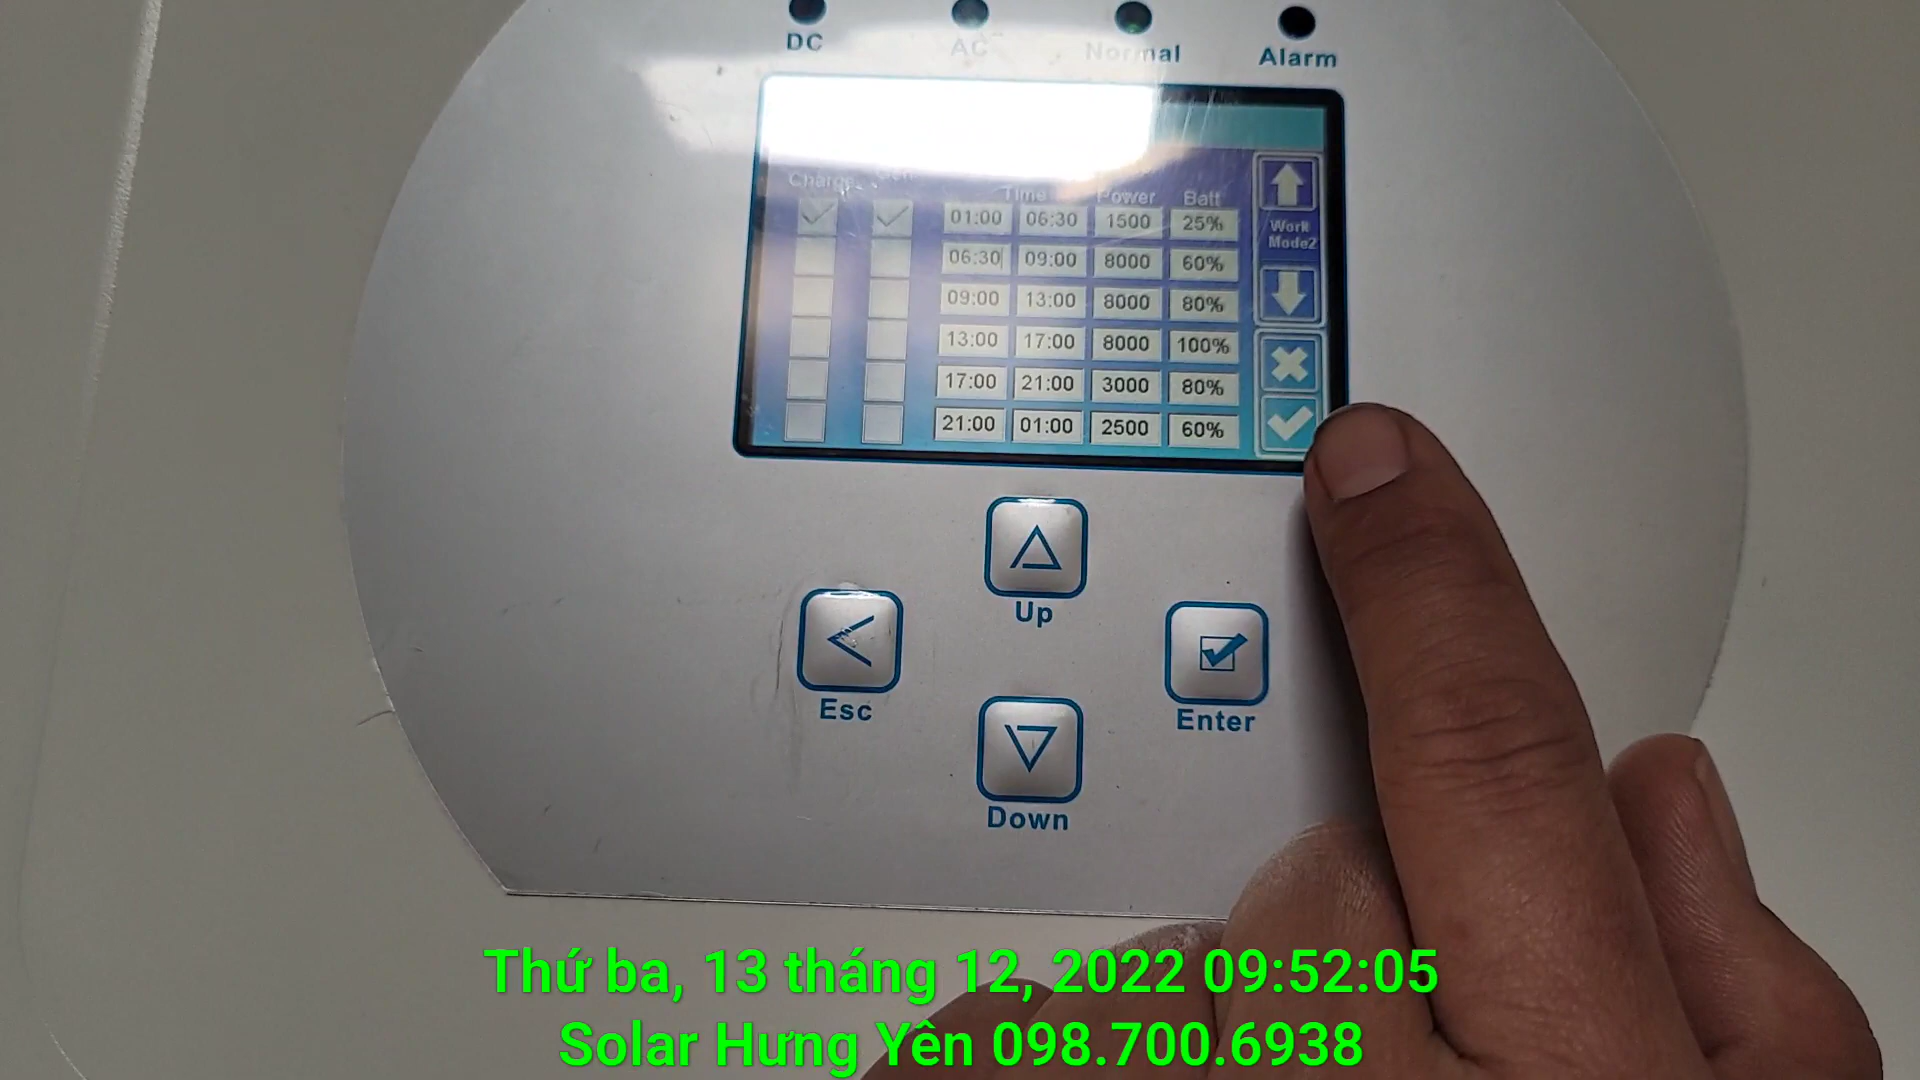 DC AC Normal Alarm
Charge Gen Time Power Batt
01:00 06:30 1500 25%
06:30 09:00 8000 60%
09:00 13:00 8000 80%
13:00 17:00 8000 100%
17:00 21:00 3000 80%
21:00 01:00 2500 60%
Work
Mode2
Up
Esc
Enter
Down
Thứ ba, 13 tháng 12, 2022 09:52:05
Solar Hưng Yên 098.700.6938